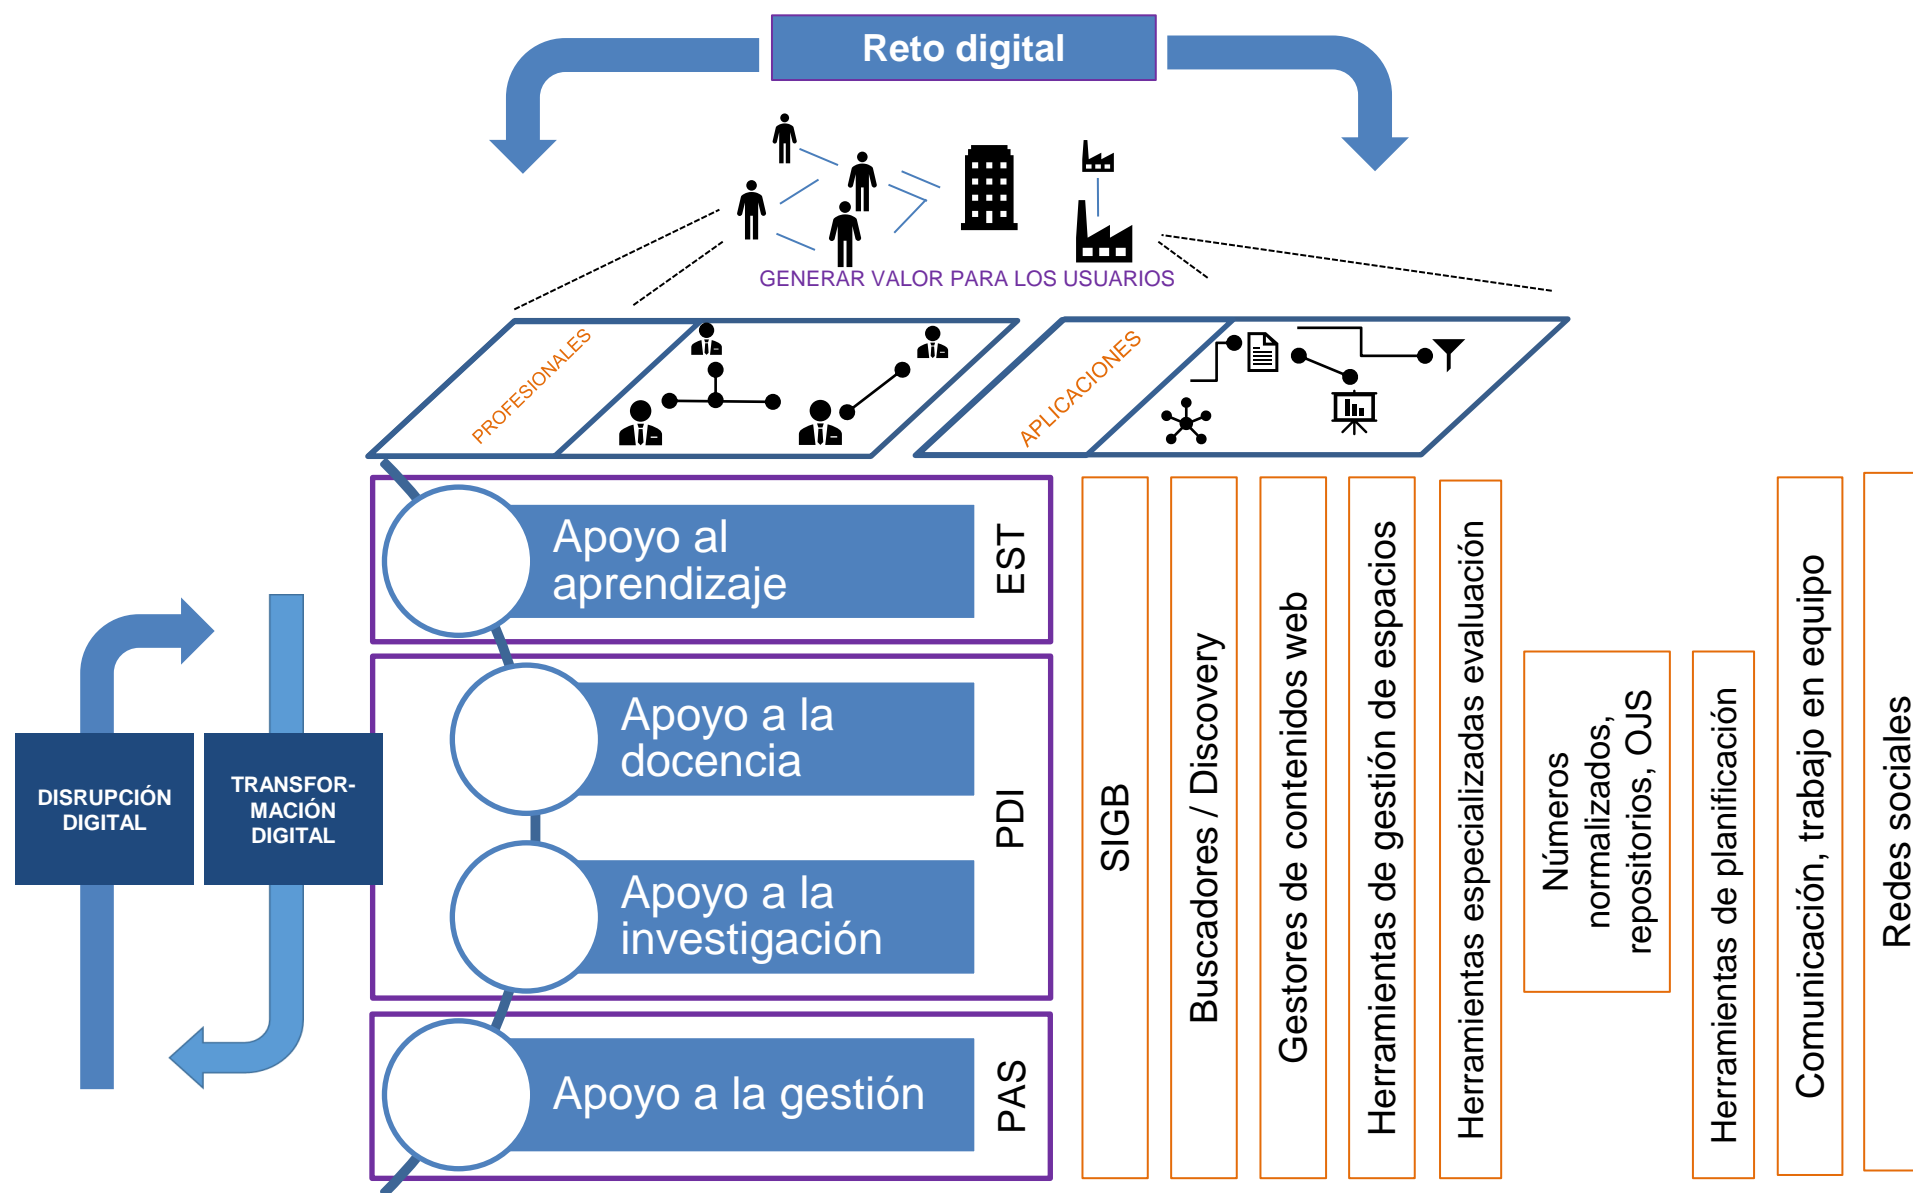 Reto digital
GENERAR VALOR PARA LOS USUARIOS
PROFESIONALES
APLICACIONES
DISRUPCIÓN
DIGITAL
TRANSFOR-
MACIÓN
DIGITAL
Apoyo al
aprendizaje
EST
Apoyo a la
docencia
Apoyo a la
investigación
PDI
Apoyo a la gestión
PAS
SIGB
Buscadores / Discovery
Gestores de contenidos web
Herramientas de gestión de espacios
Herramientas especializadas evaluación
Números
normalizados,
repositorios, OJS
Herramientas de planificación
Comunicación, trabajo en equipo
Redes sociales